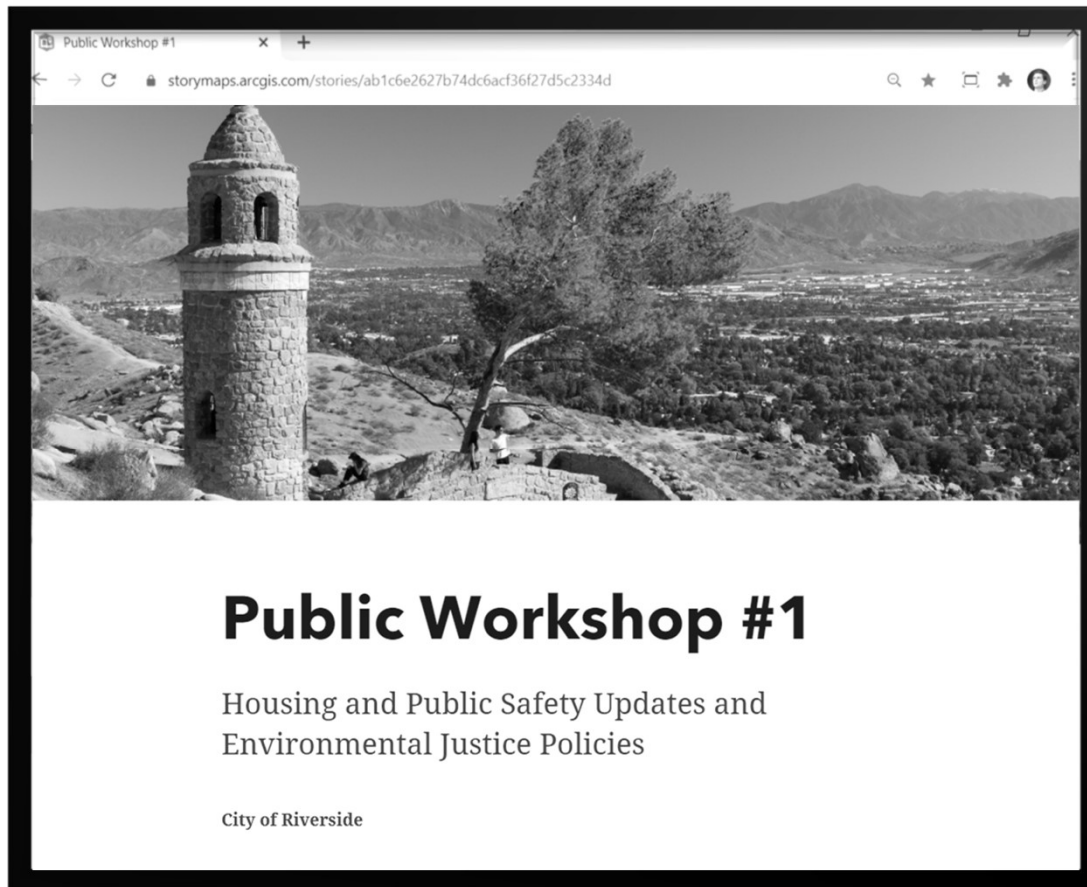 Public Workshop #1
storymaps.arcgis.com/stories/ab1c6e2627b74dc6acf36f27d5c2334d
Public Workshop #1
Housing and Public Safety Updates and
Environmental Justice Policies
City of Riverside